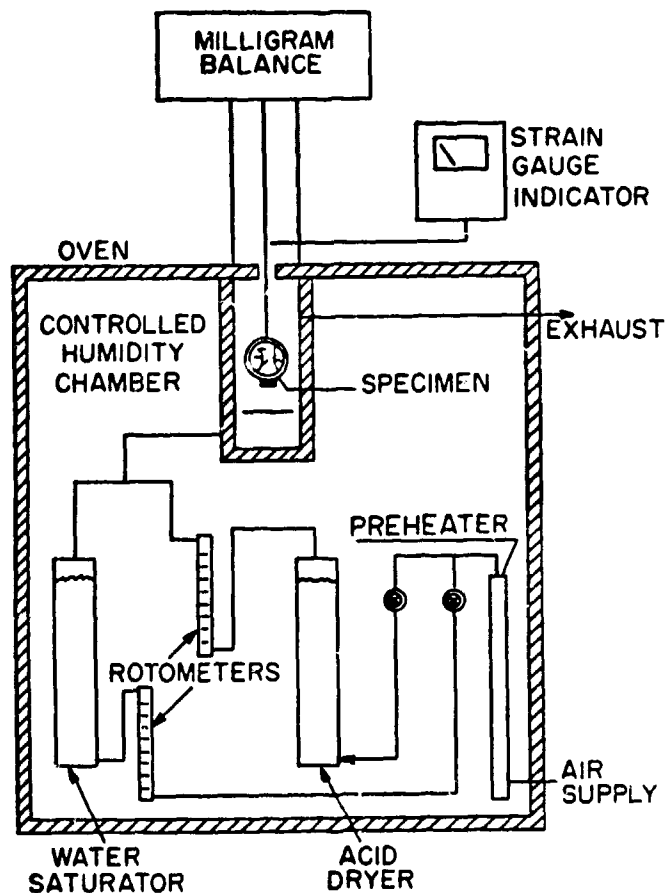 MILLIGRAM
BALANCE
STRAIN
GAUGE
INDICATOR
OVEN
CONTROLLED
HUMIDITY
CHAMBER
EXHAUST
SPECIMEN
PREHEATER
ROTOMETERS
AIR
SUPPLY
WATER
SATURATOR
ACID
DRYER